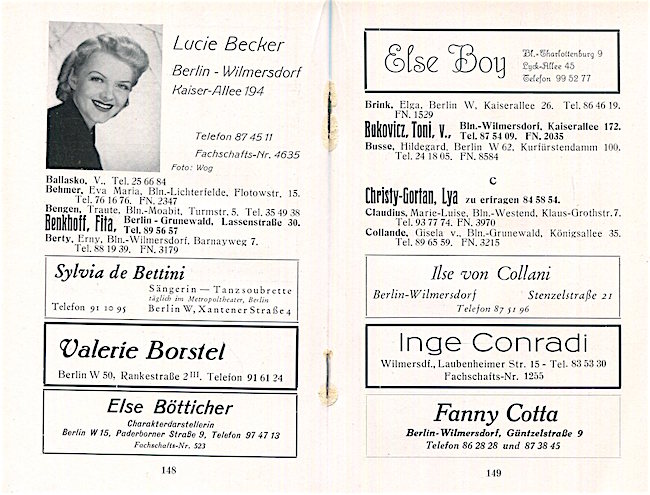 Lucie Becker
Berlin - Wilmersdorf
Kaiser-Allee 194
Telefon 87 45 11
Fachschafts-Nr. 4635
Foto: Wog
Ballasko, V., Tel. 25 66 84
Behmer, Eva Maria, Bln.-Lichterfelde, Flotowstr. 15.
Tel. 76 16 76. FN. 2347
Bengen, Traute, Bln.-Moabit, Turmstr. 5. Tel. 35 49 38
Benkhoff, Fita, Berlin - Grunewald, Lassenstraße 30.
Tel. 89 56 57
Berty, Erny, Bln.-Wilmersdorf, Barnayweg 7.
Tel. 88 19 39. FN. 3179
Sylvia de Bettini
Sängerin — Tanzsoubrette
täglich im Metropoltheater, Berlin
Telefon 91 10 95 Berlin W, Xantener Straße 4
Valerie Borstel
Berlin W 50, Rankestraße 2 III. Telefon 91 61 24
Else Bötticher
Charakterdarstellerin
Berlin W 15, Paderborner Straße 9, Telefon 97 47 13
Fachschafts-Nr. 523
148
Else Boy
Bl.-Charlottenburg 9
Lyck-Allee 45
Telefon 99 52 77
Brink, Elga, Berlin W, Kaiserallee 26. Tel. 86 46 19.
FN. 1529
Bukovicz, Toni, v., Bln.-Wilmersdorf, Kaiserallee 172.
Tel. 87 54 09. FN. 2035
Busse, Hildegard, Berlin W 62, Kurfürstendamm 100.
Tel. 24 18 05. FN. 8584
C
Christy-Gortan, Lya zu erfragen 84 58 54.
Claudius, Marie-Luise, Bln.-Westend, Klaus-Grothstr. 7.
Tel. 93 77 74. FN. 3970
Collande, Gisela v., Bln.-Grunewald, Königsallee 35.
Tel. 89 65 59. FN. 3215
Ilse von Collani
Berlin-Wilmersdorf Stenzelstraße 21
Telefon 87 51 96
Inge Conradi
Wilmersdf., Laubenheimer Str. 15 - Tel. 83 53 30
Fachschafts-Nr. 1255
Fanny Cotta
Berlin-Wilmersdorf, Güntzelstraße 9
Telefon 86 28 28 und 87 38 45
149